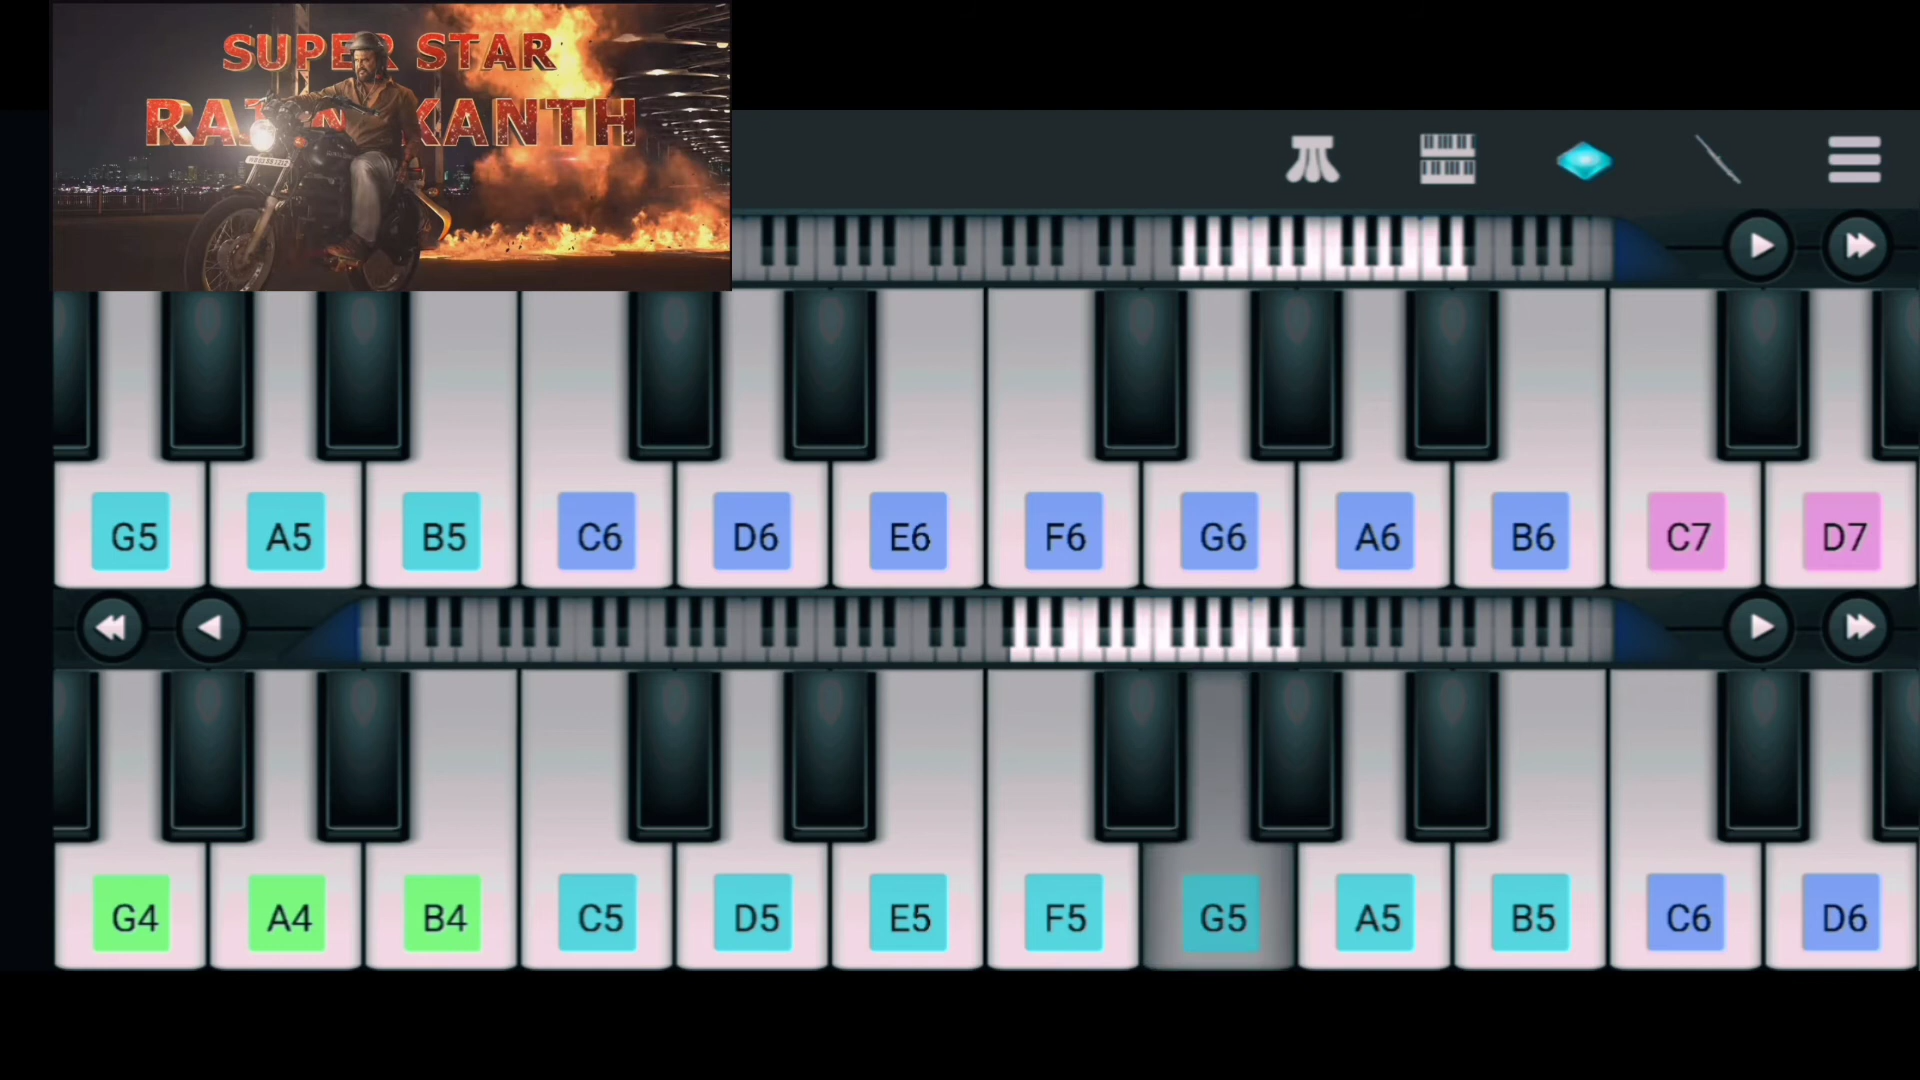 SUPER STAR
RAJINIKANTH
G5 A5 B5 C6 D6 E6 F6 G6 A6 B6 C7 D7
G4 A4 B4 C5 D5 E5 F5 G5 A5 B5 C6 D6